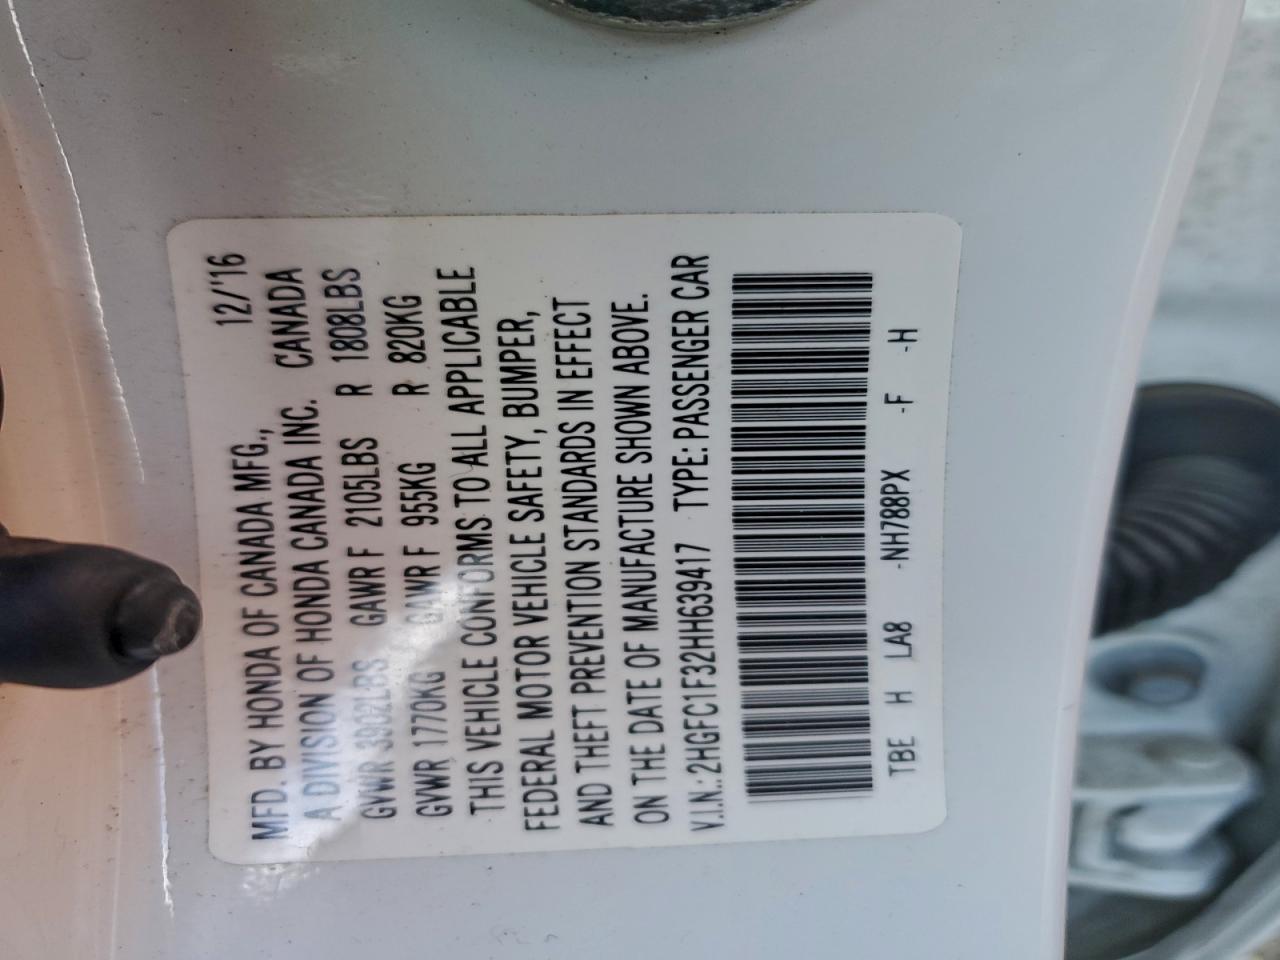 MFD. BY HONDA OF CANADA MFG., 12/'16
A DIVISION OF HONDA CANADA INC. CANADA
GVWR 3902LBS GAWR F 2105LBS R 1808LBS
GVWR 1770KG GAWR F 955KG R 820KG
THIS VEHICLE CONFORMS TO ALL APPLICABLE
FEDERAL MOTOR VEHICLE SAFETY, BUMPER,
AND THEFT PREVENTION STANDARDS IN EFFECT
ON THE DATE OF MANUFACTURE SHOWN ABOVE.
V.I.N.: 2HGFC1F32HH639417 TYPE: PASSENGER CAR
TBE H LA8 -NH788PX -F -H